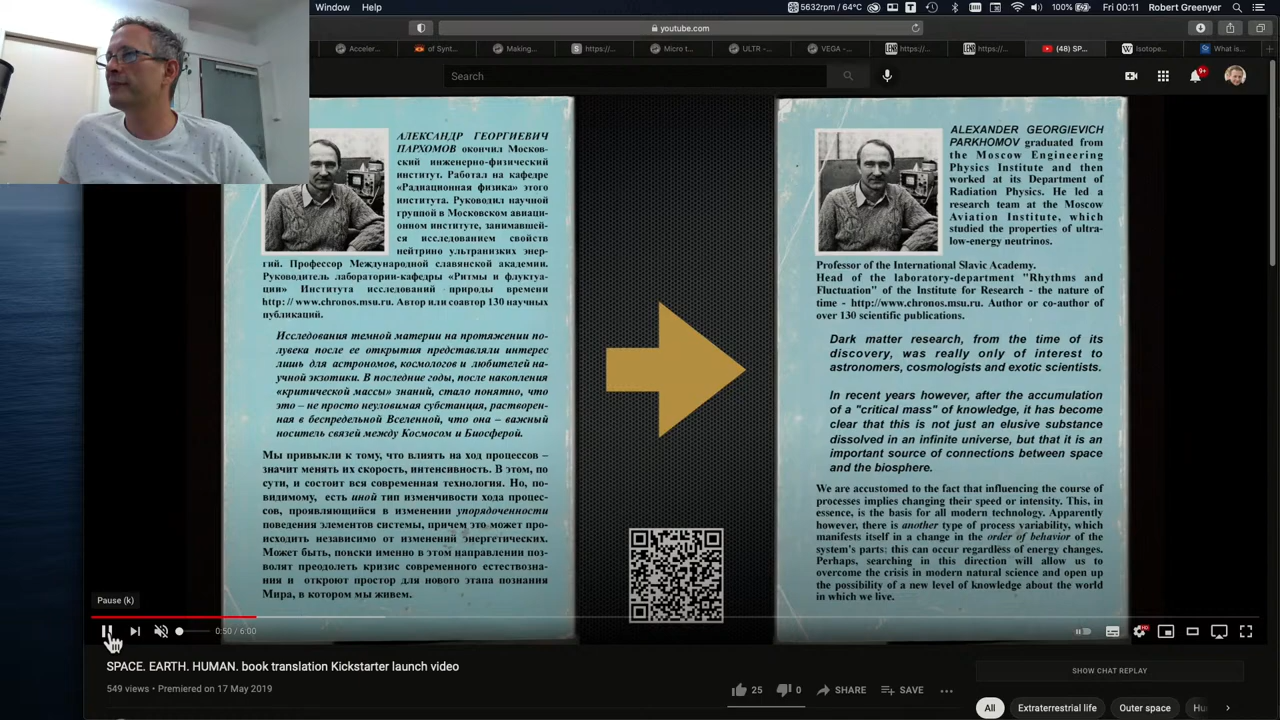 Window Help
5632rpm / 64°C
100%
Fri 00:11
Robert Greenyer
youtube.com
Acceler...
of Synt...
Making...
https:/...
Micro t...
ULTR -...
VEGA -...
https:/...
https:/...
(48) SP...
Isotope...
What is...
Search
9+
АЛЕКСАНДР ГЕОРГИЕВИЧ
ПАРХОМОВ окончил Москов-
ский инженерно-физический
институт. Работал на кафедре
«Радиационная физика» этого
института. Руководил научной
группой в Московском авиаци-
онном институте, занимавшей-
ся исследованием свойств
нейтрино ультранизких энер-
гий. Профессор Международной славянской академии.
Руководитель лаборатории-кафедры «Ритмы и флуктуа-
ции» Института исследований природы времени
http:// www.chronos.msu.ru. Автор или соавтор 130 научных
публикаций.
Исследования темной материи на протяжении по-
лувека после ее открытия представляли интерес
лишь для астрономов, космологов и любителей на-
учной экзотики. В последние годы, после накопления
«критической массы» знаний, стало понятно, что
это – не просто неуловимая субстанция, растворен-
ная в беспредельной Вселенной, что она – важный
носитель связей между Космосом и Биосферой.
Мы привыкли к тому, что влиять на ход процессов –
значит менять их скорость, интенсивность. В этом, по
сути, и состоит вся современная технология. Но, по-
видимому, есть иной тип изменчивости хода процес-
сов, проявляющийся в изменении упорядоченности
поведения элементов системы, причем это может про-
исходить независимо от изменений энергетических.
Может быть, поиски именно в этом направлении поз-
волят преодолеть кризис современного естествозна-
ния и откроют простор для нового этапа познания
Мира, в котором мы живем.
ALEXANDER GEORGIEVICH
PARKHOMOV graduated from
the Moscow Engineering
Physics Institute and then
worked at its Department of
Radiation Physics. He led a
research team at the Moscow
Aviation Institute, which
studied the properties of ultra-
low-energy neutrinos.
Professor of the International Slavic Academy.
Head of the laboratory-department "Rhythms and
Fluctuation" of the Institute for Research - the nature of
time - http://www.chronos.msu.ru. Author or co-author of
over 130 scientific publications.
Dark matter research, from the time of its
discovery, was really only of interest to
astronomers, cosmologists and exotic scientists.
In recent years however, after the accumulation
of a "critical mass" of knowledge, it has become
clear that this is not just an elusive substance
dissolved in an infinite universe, but that it is an
important source of connections between space
and the biosphere.
We are accustomed to the fact that influencing the course of
processes implies changing their speed or intensity. This, in
essence, is the basis for all modern technology. Apparently
however, there is another type of process variability, which
manifests itself in a change in the order of behavior of the
system's parts: this can occur regardless of energy changes.
Perhaps, searching in this direction will allow us to
overcome the crisis in modern natural science and open up
the possibility of a new level of knowledge about the world
in which we live.
Pause (k)
0:50 / 6:00
SPACE. EARTH. HUMAN. book translation Kickstarter launch video
549 views • Premiered on 17 May 2019
25
0
SHARE
SAVE
SHOW CHAT REPLAY
All
Extraterrestrial life
Outer space
Hu